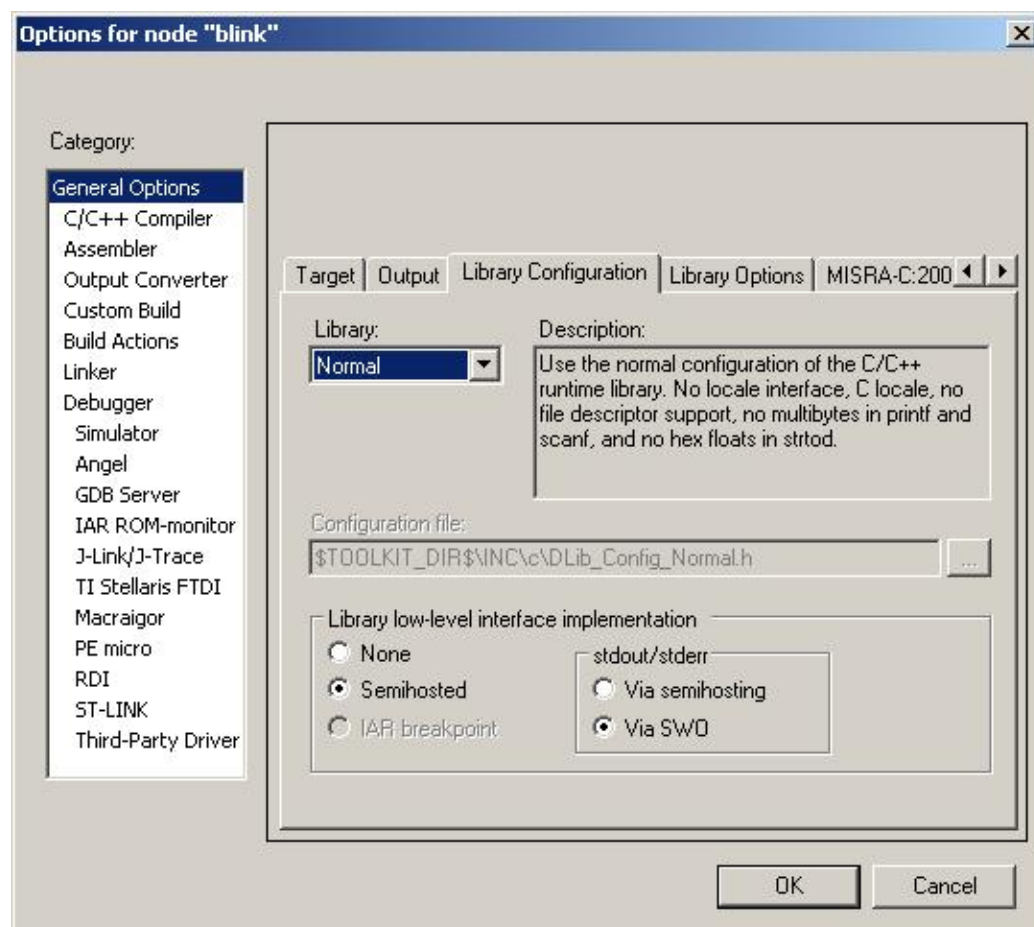 Options for node "blink"
Category:
General Options
C/C++ Compiler
Assembler
Output Converter
Custom Build
Build Actions
Linker
Debugger
Simulator
Angel
GDB Server
IAR ROM-monitor
J-Link/J-Trace
TI Stellaris FTDI
Macraigor
PE micro
RDI
ST-LINK
Third-Party Driver
Target Output Library Configuration Library Options MISRA-C:200
Library:
Normal
Description:
Use the normal configuration of the C/C++
runtime library. No locale interface, C locale, no
file descriptor support, no multibytes in printf and
scanf, and no hex floats in strtod.
Configuration file:
$TOOLKIT_DIR$\INC\c\DLib_Config_Normal.h
...
Library low-level interface implementation
None
Semihosted
IAR breakpoint
stdout/stderr
Via semihosting
Via SWO
OK Cancel